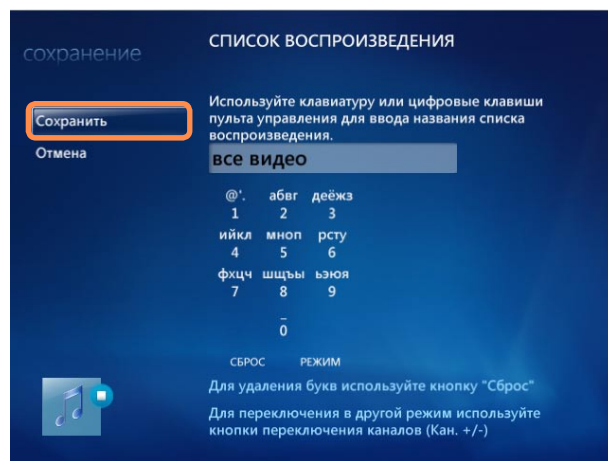 сохранение
СПИСОК ВОСПРОИЗВЕДЕНИЯ
Сохранить
Отмена
Используйте клавиатуру или цифровые клавиши
пульта управления для ввода названия списка
воспроизведения.
все видео
@'. абвг деёжз
1 2 3
ийкл мноп рсту
4 5 6
фхцч шщъы ьэюя
7 8 9
_
0
СБРОС РЕЖИМ
Для удаления букв используйте кнопку "Сброс"
Для переключения в другой режим используйте
кнопки переключения каналов (Кан. +/-)